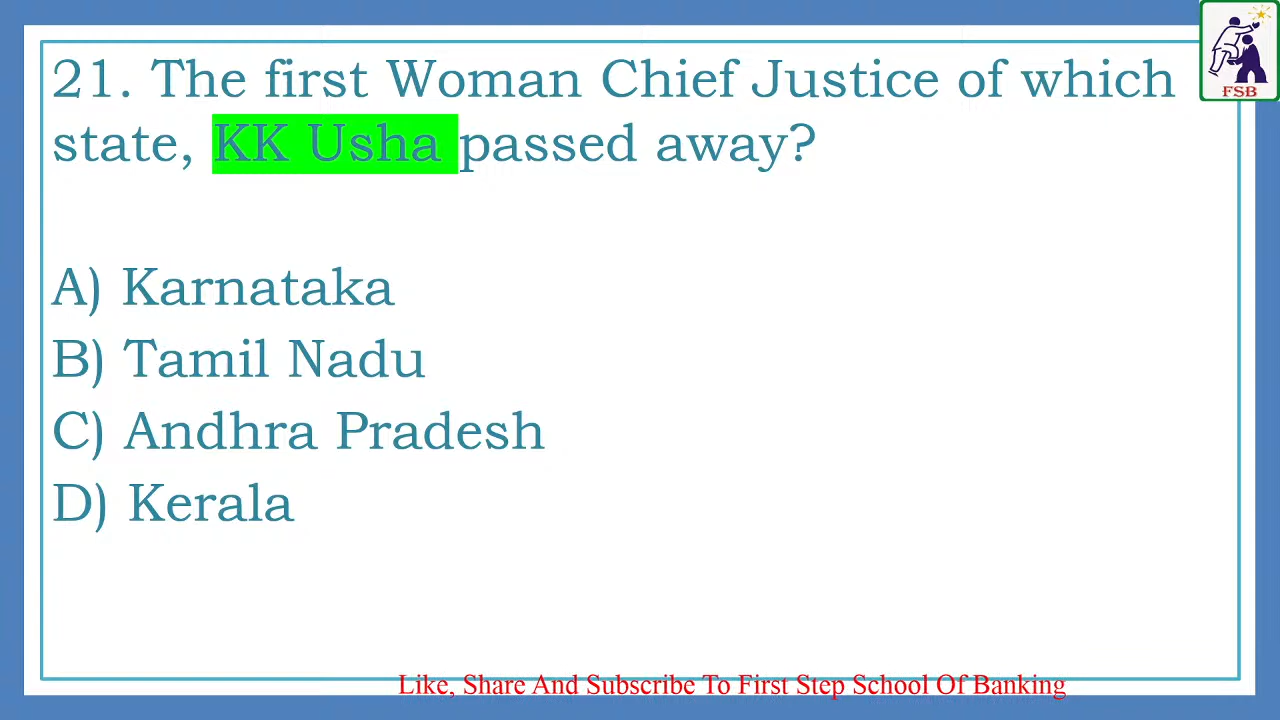 FSB
21. The first Woman Chief Justice of which
state, KK Usha passed away?
A) Karnataka
B) Tamil Nadu
C) Andhra Pradesh
D) Kerala
Like, Share And Subscribe To First Step School Of Banking